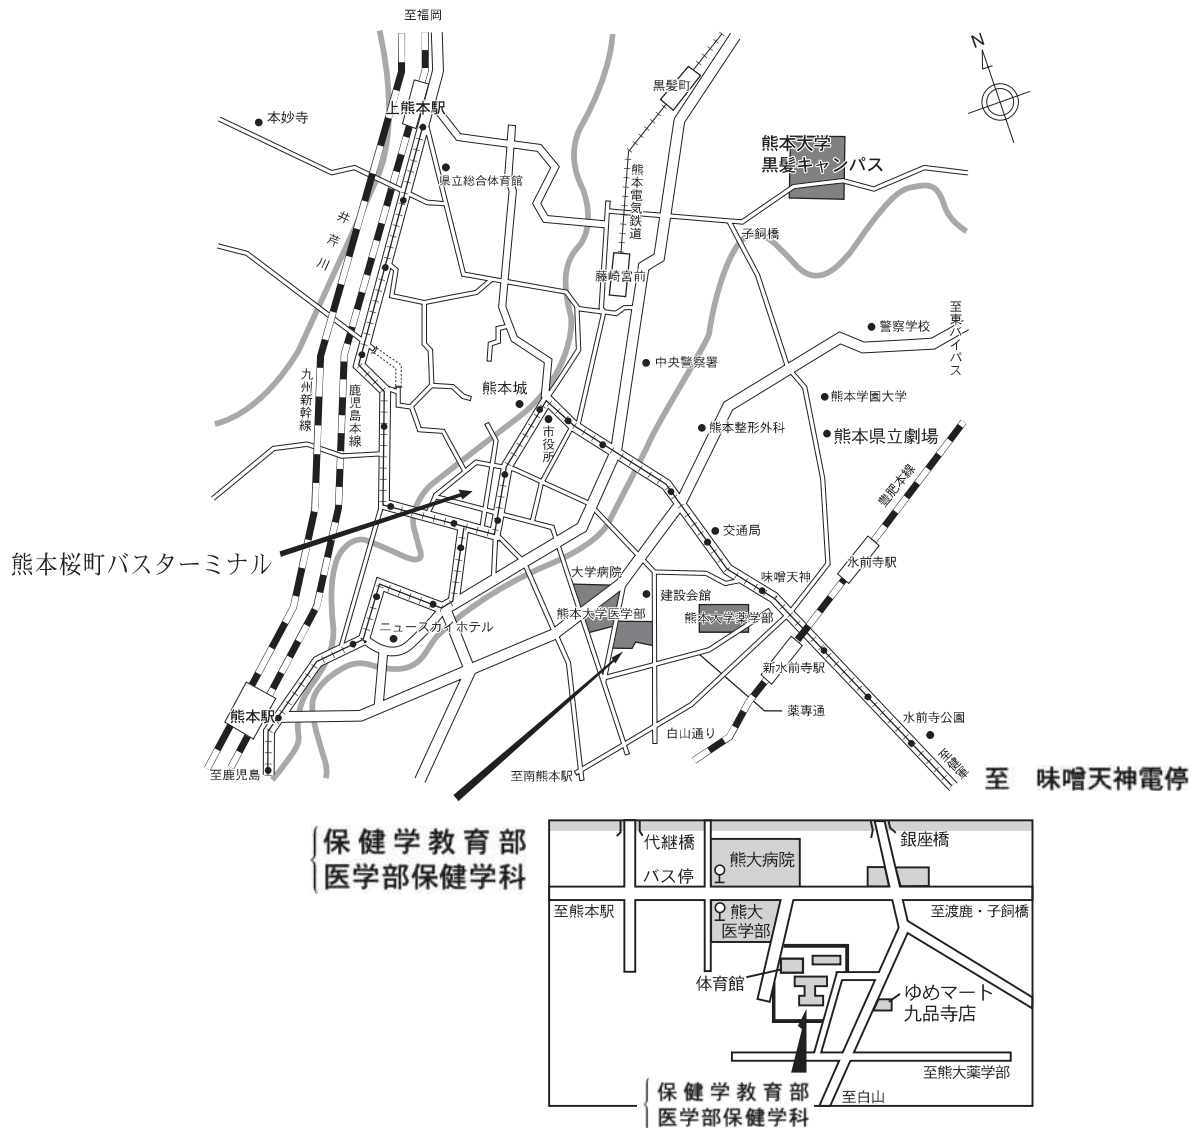 至福岡
上熊本駅
本妙寺
県立総合体育館
井芹川
黒髪町
熊本電気鉄道
藤崎宮前
熊本大学
黒髪キャンパス
子飼橋
N
至東バイパス
警察学校
中央警察署
熊本学園大学
熊本県立劇場
熊本整形外科
九州新幹線
鹿児島本線
熊本城
市役所
豊肥本線
熊本桜町バスターミナル
交通局
水前寺駅
味噌天神
大学病院
建設会館
熊本大学医学部
熊本大学薬学部
ニュースカイホテル
新水前寺駅
薬専通
水前寺公園
熊本駅
白山通り
至鹿児島
至南熊本駅
至健軍
至 味噌天神電停
保健学教育部
医学部保健学科
代継橋
バス停
熊大病院
銀座橋
至熊本駅
熊大
医学部
至渡鹿・子飼橋
体育館
ゆめマート
九品寺店
至熊大薬学部
保健学教育部
医学部保健学科
至白山